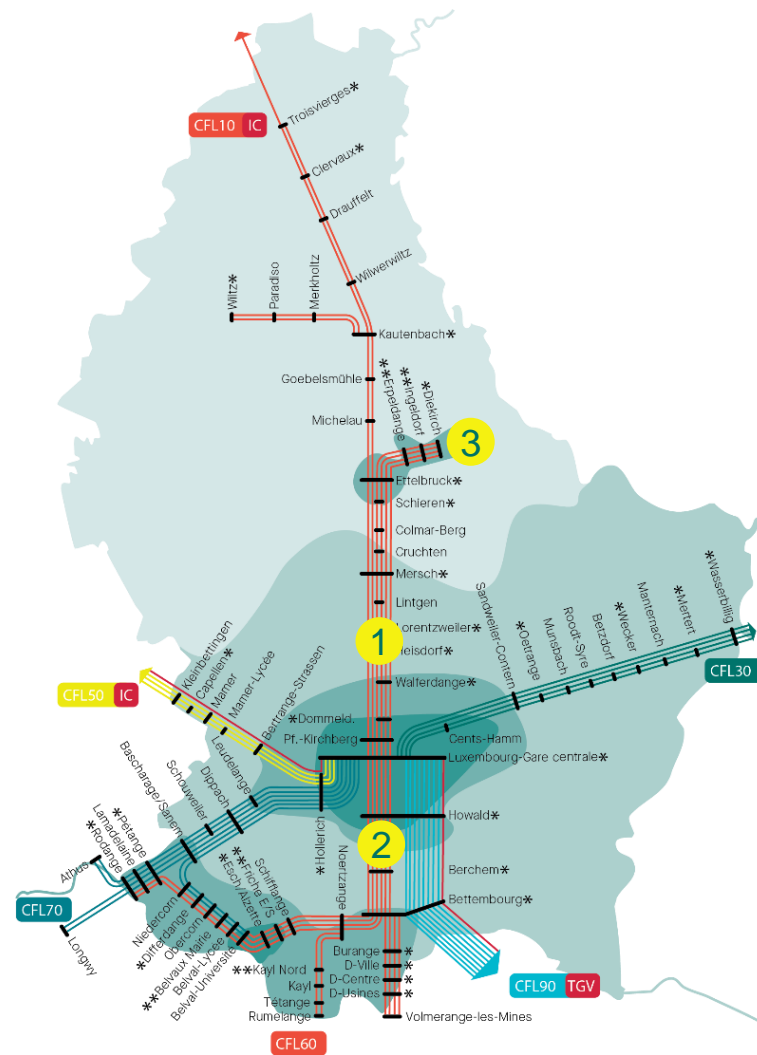 Troisvierges*
CFL10 IC
Clervaux*
Drauffelt
Wilwerwiltz
Wiltz*
Paradiso
Merkholtz
Kautenbach*
Goebelsmühle
**Erpeldange
**Ingeldorf
*Diekirch
Michelau
3
Ettelbruck*
Schieren*
Colmar-Berg
Cruchten
Mersch*
Lintgen
1
Lorentzweiler*
Heisdorf*
Walferdange*
*Dommeld.
Pf.-Kirchberg
Cents-Hamm
Luxembourg-Gare centrale*
Sandweiler-Contern
*Oetrange
Munsbach
Roodt-Syre
Betzdorf
*Wecker
Manternach
*Mertert
*Wasserbillig
CFL30
Kleinbettingen
Capellen*
Mamer
Mamer-Lycée
Bertrange-Strassen
CFL50 IC
Leudelange
Dippach
Schouweiler
Bascharage/Sanem
*Pétange
Lamadelaine
*Rodange
Athus
CFL70
Longwy
*Hollerich
Howald*
2
Berchem*
Bettembourg*
Noertzange
Schifflange
**Friche E/S
*Esch/Alzette
Niedercorn
*Differdange
Obercorn
**Belvaux Mairie
Belval-Lycée
Belval-Université
**Kayl Nord
Kayl
Tétange
Rumelange
CFL60
Burange *
D-Ville *
D-Centre *
D-Usines *
Volmerange-les-Mines
CFL90 TGV